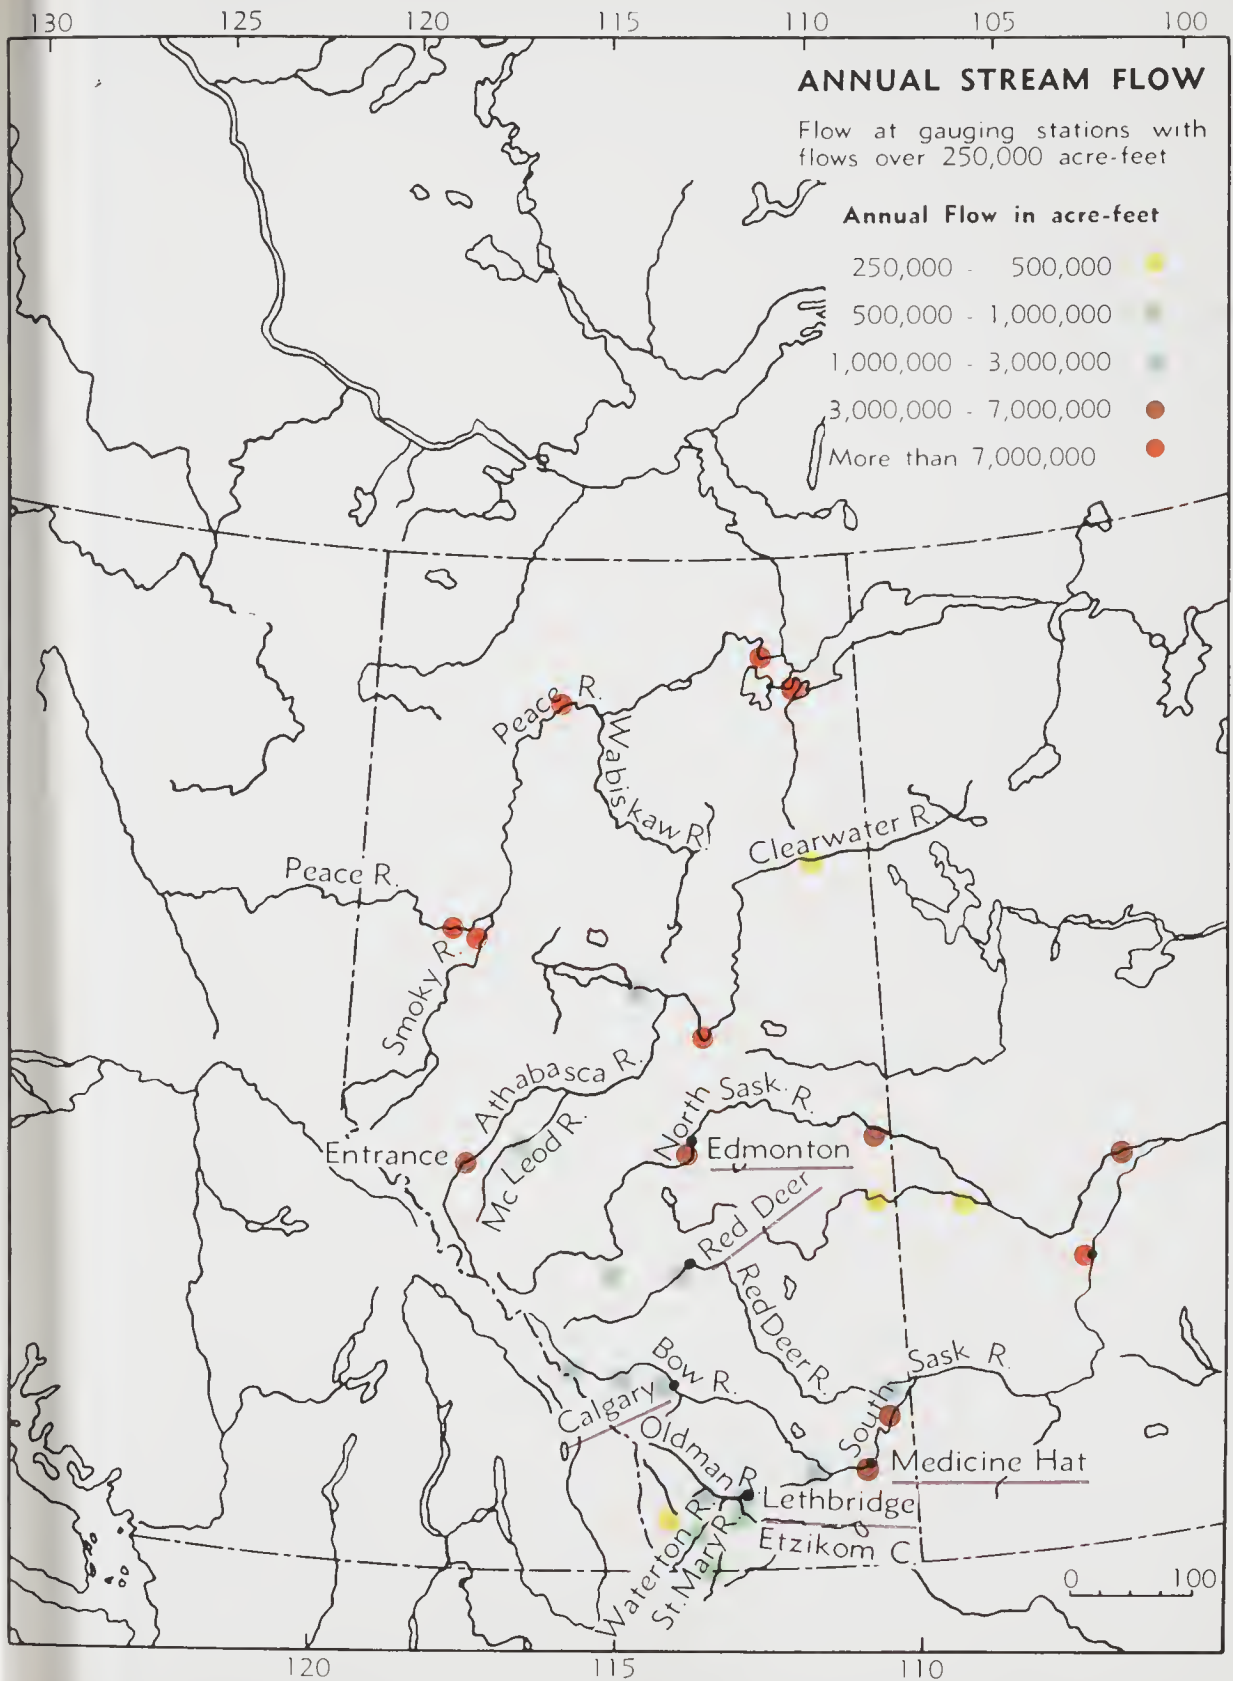 130 125 120 115 110 105 100
ANNUAL STREAM FLOW
Flow at gauging stations with
flows over 250,000 acre-feet
Annual Flow in acre-feet
250,000 - 500,000
500,000 - 1,000,000
1,000,000 - 3,000,000
3,000,000 - 7,000,000
More than 7,000,000
Peace R.
Wabiskaw R.
Clearwater R.
Peace R.
Smoky R.
Athabasca R.
North Sask. R.
Mc Leod R.
Entrance
Edmonton
Red Deer
Red Deer R.
Bow R.
South Sask R.
Calgary
Oldman R.
Medicine Hat
Lethbridge
Waterton R.
St. Mary R.
Etzikom C.
0 100
120 115 110